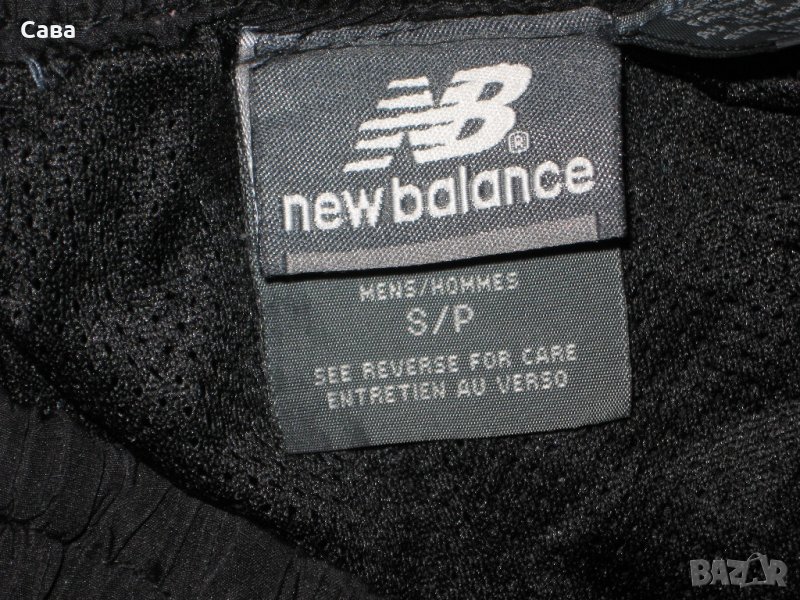 Сава
NB
®
new balance
MENS/HOMMES
S/P
SEE REVERSE FOR CARE
ENTRETIEN AU VERSO
BAZAR